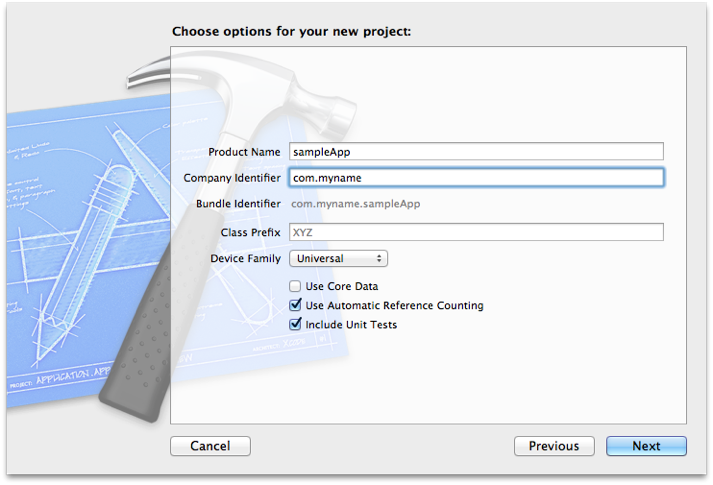 Choose options for your new project:
Product Name sampleApp
Company Identifier com.myname
Bundle Identifier com.myname.sampleApp
Class Prefix XYZ
Device Family Universal
Use Core Data
Use Automatic Reference Counting
Include Unit Tests
PROJECT: APPLICATION.APP
PROJECT: XCODE
Cancel Previous Next